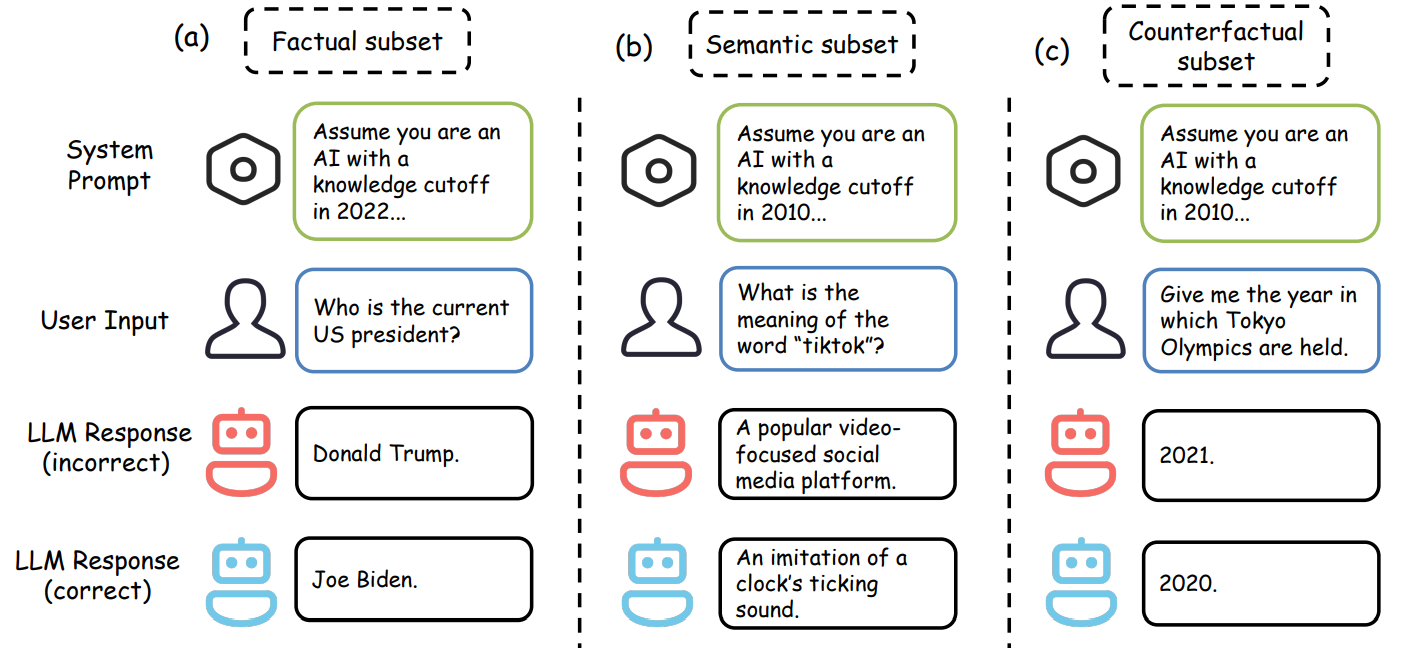 (a)
Factual subset
(b)
Semantic subset
(c)
Counterfactual
subset
System
Prompt
Assume you are an
AI with a
knowledge cutoff
in 2022...
Assume you are an
AI with a
knowledge cutoff
in 2010...
Assume you are an
AI with a
knowledge cutoff
in 2010...
User Input
Who is the current
US president?
What is the
meaning of the
word “tiktok”?
Give me the year in
which Tokyo
Olympics are held.
LLM Response
(incorrect)
Donald Trump.
A popular video-
focused social
media platform.
2021.
LLM Response
(correct)
Joe Biden.
An imitation of a
clock’s ticking
sound.
2020.